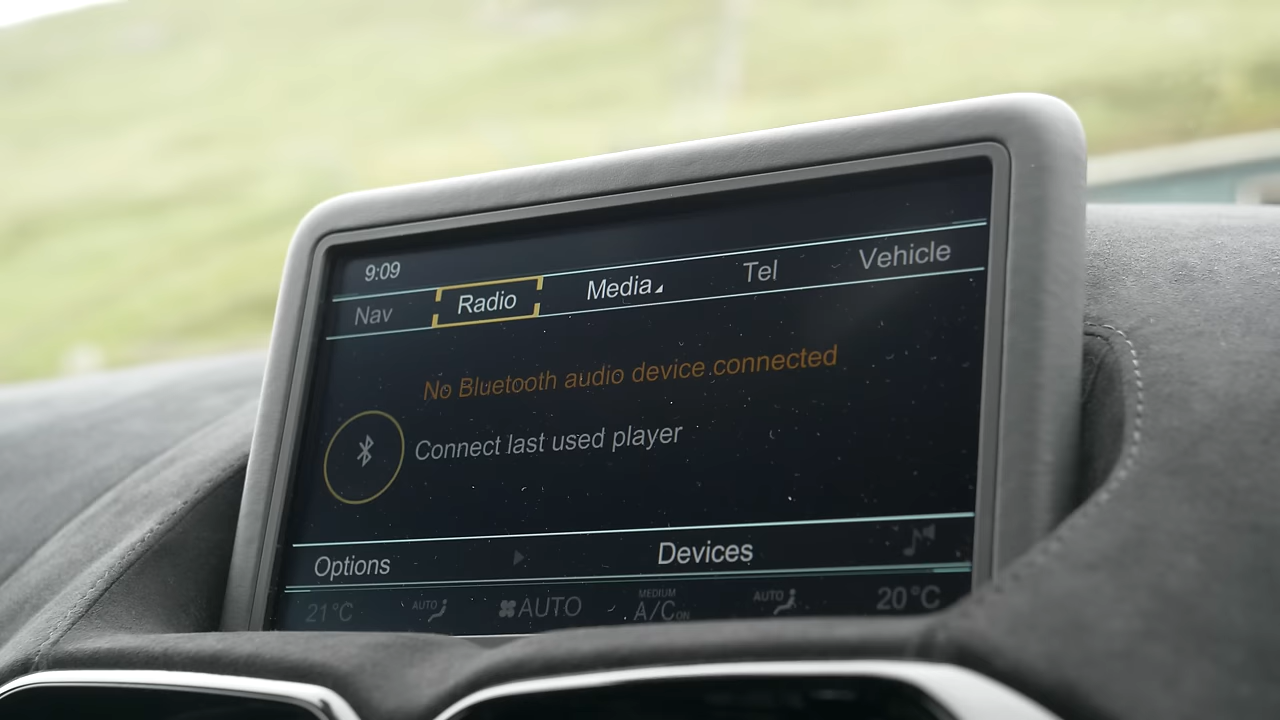 9:09
Nav Radio Media Tel Vehicle
No Bluetooth audio device connected
Connect last used player
Options Devices
21°C AUTO AUTO MEDIUM A/C ON AUTO 20°C